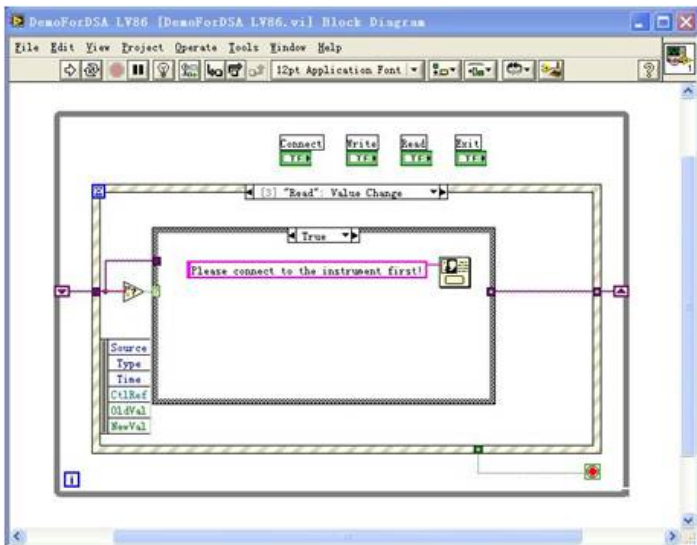 DemoForDSA LV86 [DemoForDSA LV86.vi] Block Diagram
File Edit View Project Operate Tools Window Help
12pt Application Font
1
Connect Write Read Exit
TF TF TF TF
[3] "Read": Value Change
True
Please connect to the instrument first!
?
Source
Type
Time
CtlRef
OldVal
NewVal
i